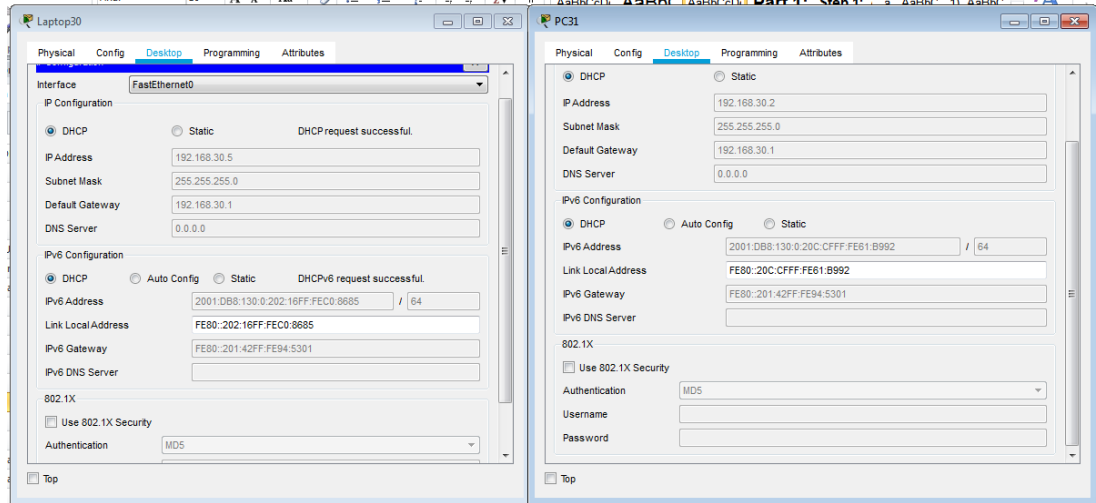 Laptop30
Physical Config Desktop Programming Attributes
Interface FastEthernet0
IP Configuration
DHCP Static DHCP request successful.
IP Address 192.168.30.5
Subnet Mask 255.255.255.0
Default Gateway 192.168.30.1
DNS Server 0.0.0.0
IPv6 Configuration
DHCP Auto Config Static DHCPv6 request successful.
IPv6 Address 2001:DB8:130:0:202:16FF:FEC0:8685 / 64
Link Local Address FE80::202:16FF:FEC0:8685
IPv6 Gateway FE80::201:42FF:FE94:5301
IPv6 DNS Server
802.1X
Use 802.1X Security
Authentication MD5
Top
PC31
Physical Config Desktop Programming Attributes
DHCP Static
IP Address 192.168.30.2
Subnet Mask 255.255.255.0
Default Gateway 192.168.30.1
DNS Server 0.0.0.0
IPv6 Configuration
DHCP Auto Config Static
IPv6 Address 2001:DB8:130:0:20C:CFFF:FE61:B992 / 64
Link Local Address FE80::20C:CFFF:FE61:B992
IPv6 Gateway FE80::201:42FF:FE94:5301
IPv6 DNS Server
802.1X
Use 802.1X Security
Authentication MD5
Username
Password
Top